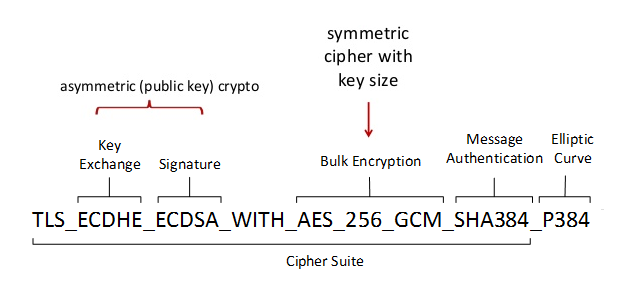 symmetric
cipher with
key size
asymmetric (public key) crypto
Key
Exchange
Signature
Bulk Encryption
Message
Authentication
Elliptic
Curve
TLS_ECDHE_ECDSA_WITH_AES_256_GCM_SHA384_P384
Cipher Suite